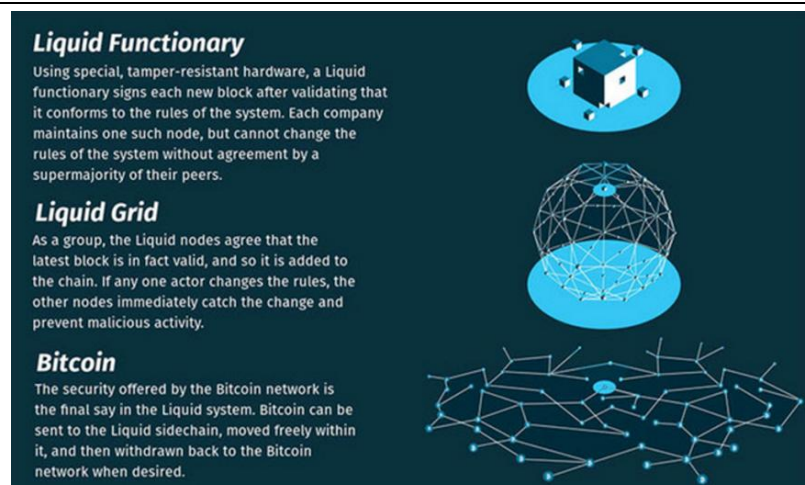 Liquid Functionary
Using special, tamper-resistant hardware, a Liquid
functionary signs each new block after validating that
it conforms to the rules of the system. Each company
maintains one such node, but cannot change the
rules of the system without agreement by a
supermajority of their peers.
Liquid Grid
As a group, the Liquid nodes agree that the
latest block is in fact valid, and so it is added to
the chain. If any one actor changes the rules, the
other nodes immediately catch the change and
prevent malicious activity.
Bitcoin
The security offered by the Bitcoin network is
the final say in the Liquid system. Bitcoin can be
sent to the Liquid sidechain, moved freely within
it, and then withdrawn back to the Bitcoin
network when desired.